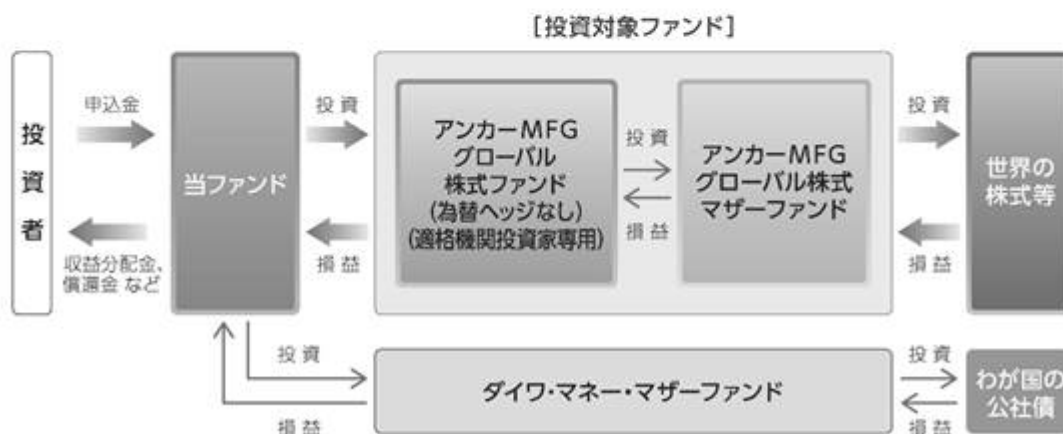 [投資対象ファンド]
投資者
申込金
収益分配金、
償還金 など
当ファンド
投資
損益
アンカーMFG
グローバル
株式ファンド
(為替ヘッジなし)
(適格機関投資家専用)
投資
損益
アンカーMFG
グローバル株式
マザーファンド
投資
損益
世界の
株式等
投資
損益
ダイワ・マネー・マザーファンド
投資
損益
わが国の
公社債